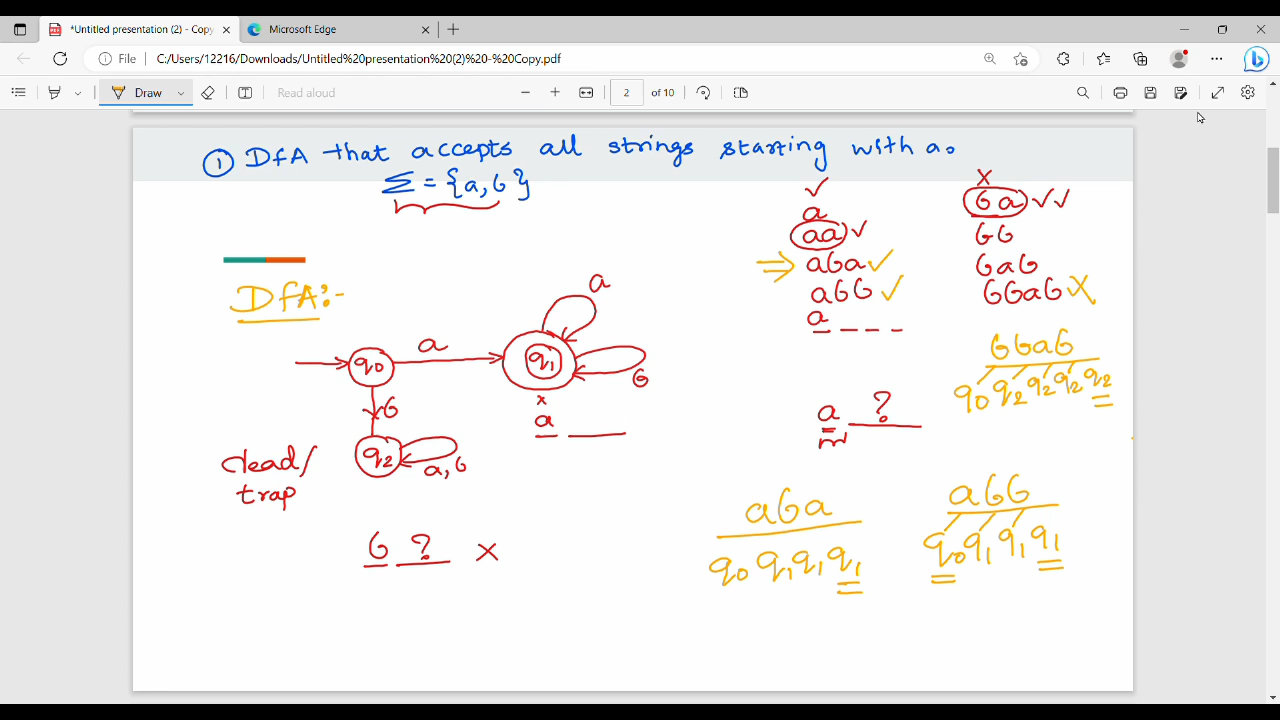 *Untitled presentation (2) - Copy
Microsoft Edge
File
C:/Users/12216/Downloads/Untitled%20presentation%20(2)%20-%20Copy.pdf
Draw
Read aloud
2
of 10
① DfA that accepts all strings starting with a.
Σ = {a, b}
DfA:-
q0
a
q1
a
b
b
q2
a, b
dead/
trap
a
b ? ×
✓
a
aa ✓
⇒ aba ✓
abb ✓
a _ _ _ _
×
ba ✓✓
bb
bab
bbab ×
bbab
q0 q2 q2 q2 q2
a ?
aba
q0 q1 q1 q1
abb
q0 q1 q1 q1